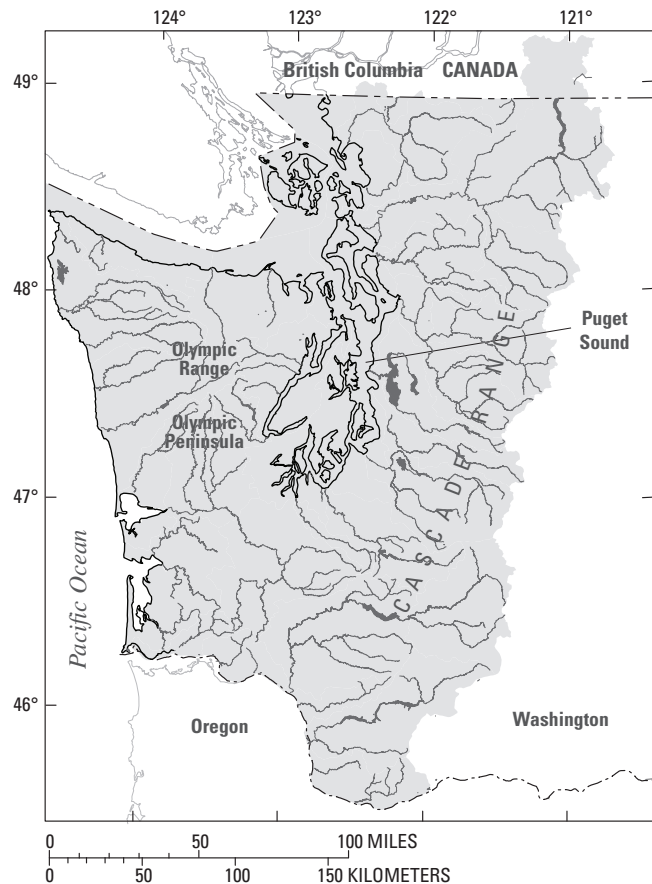 124° 123° 122° 121°
49°
British Columbia CANADA
48°
Puget
Sound
Olympic
Range
Olympic
Peninsula
CASCADE RANGE
47°
Pacific Ocean
46°
Oregon
Washington
0 50 100 MILES
0 50 100 150 KILOMETERS